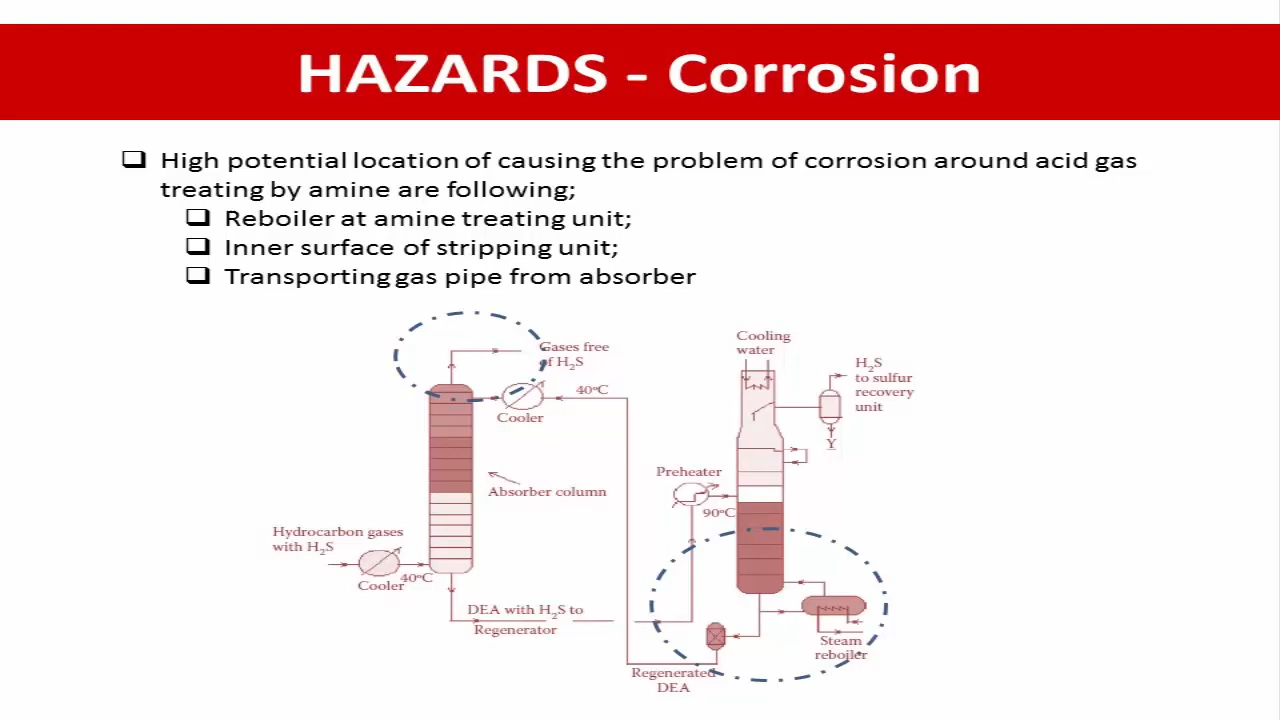 HAZARDS - Corrosion
High potential location of causing the problem of corrosion around acid gas
treating by amine are following;
Reboiler at amine treating unit;
Inner surface of stripping unit;
Transporting gas pipe from absorber
Cooling
water
Gases free
of H₂S
H₂S
to sulfur
recovery
unit
40°C
Cooler
Y
Preheater
Absorber column
90°C
Hydrocarbon gases
with H₂S
40°C
Cooler
DEA with H₂S to
Regenerator
Steam
reboiler
Regenerated
DEA